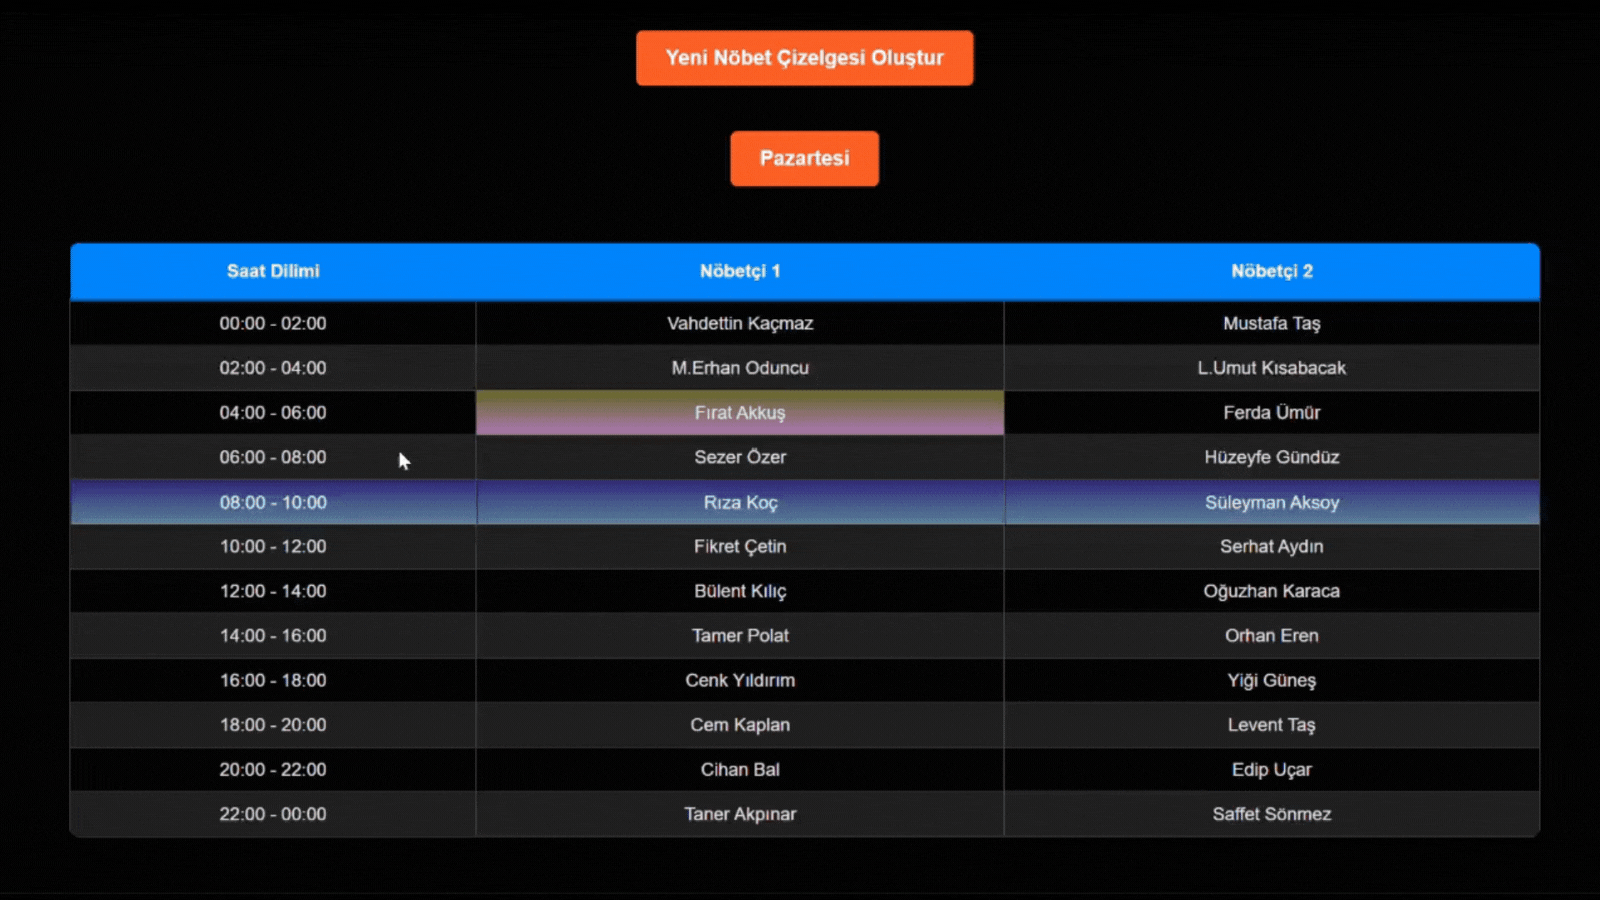 Yeni Nöbet Çizelgesi Oluştur
Pazartesi
Saat Dilimi Nöbetçi 1 Nöbetçi 2
00:00 - 02:00 Vahdettin Kaçmaz Mustafa Taş
02:00 - 04:00 M.Erhan Oduncu L.Umut Kısabacak
04:00 - 06:00 Fırat Akkuş Ferda Ümür
06:00 - 08:00 Sezer Özer Hüzeyfe Gündüz
08:00 - 10:00 Rıza Koç Süleyman Aksoy
10:00 - 12:00 Fikret Çetin Serhat Aydın
12:00 - 14:00 Bülent Kılıç Oğuzhan Karaca
14:00 - 16:00 Tamer Polat Orhan Eren
16:00 - 18:00 Cenk Yıldırım Yiği Güneş
18:00 - 20:00 Cem Kaplan Levent Taş
20:00 - 22:00 Cihan Bal Edip Uçar
22:00 - 00:00 Taner Akpınar Saffet Sönmez